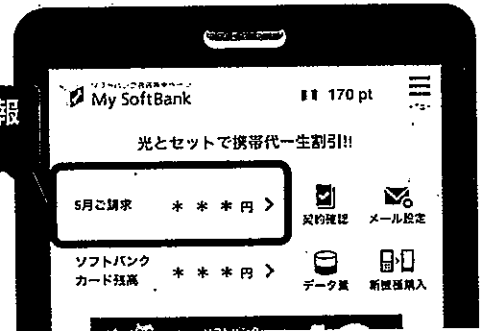 報
My SoftBank
170 pt
光とセットで携帯代一生割引!!
5月ご請求
＊ ＊ ＊ 円 >
契約確認
メール設定
ソフトバンク
カード残高
＊ ＊ ＊ 円 >
データ量
新機種購入